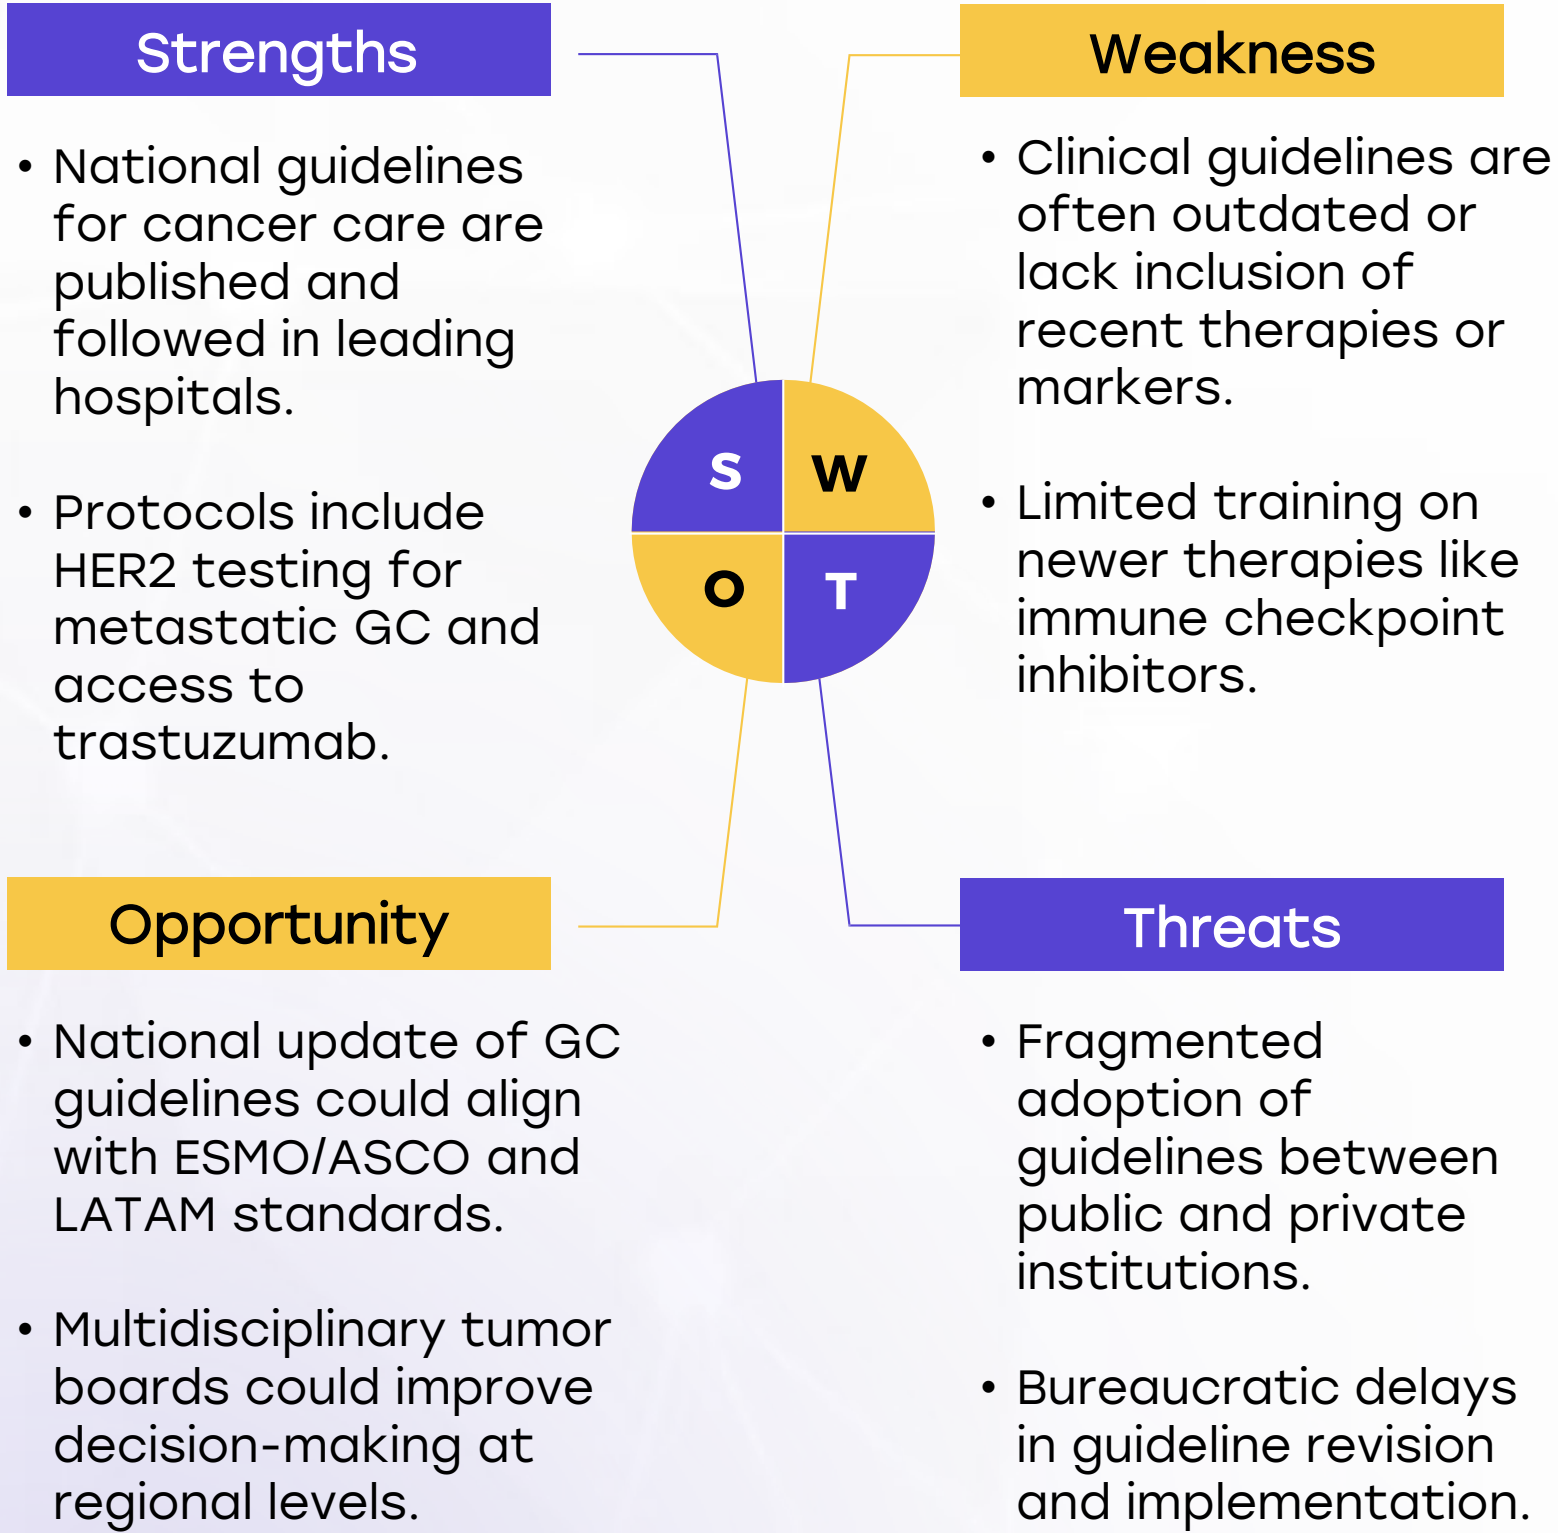 Strengths
• National guidelines
for cancer care are
published and
followed in leading
hospitals.
• Protocols include
HER2 testing for
metastatic GC and
access to
trastuzumab.
Weakness
• Clinical guidelines are
often outdated or
lack inclusion of
recent therapies or
markers.
• Limited training on
newer therapies like
immune checkpoint
inhibitors.
S
W
O
T
Opportunity
• National update of GC
guidelines could align
with ESMO/ASCO and
LATAM standards.
• Multidisciplinary tumor
boards could improve
decision-making at
regional levels.
Threats
• Fragmented
adoption of
guidelines between
public and private
institutions.
• Bureaucratic delays
in guideline revision
and implementation.